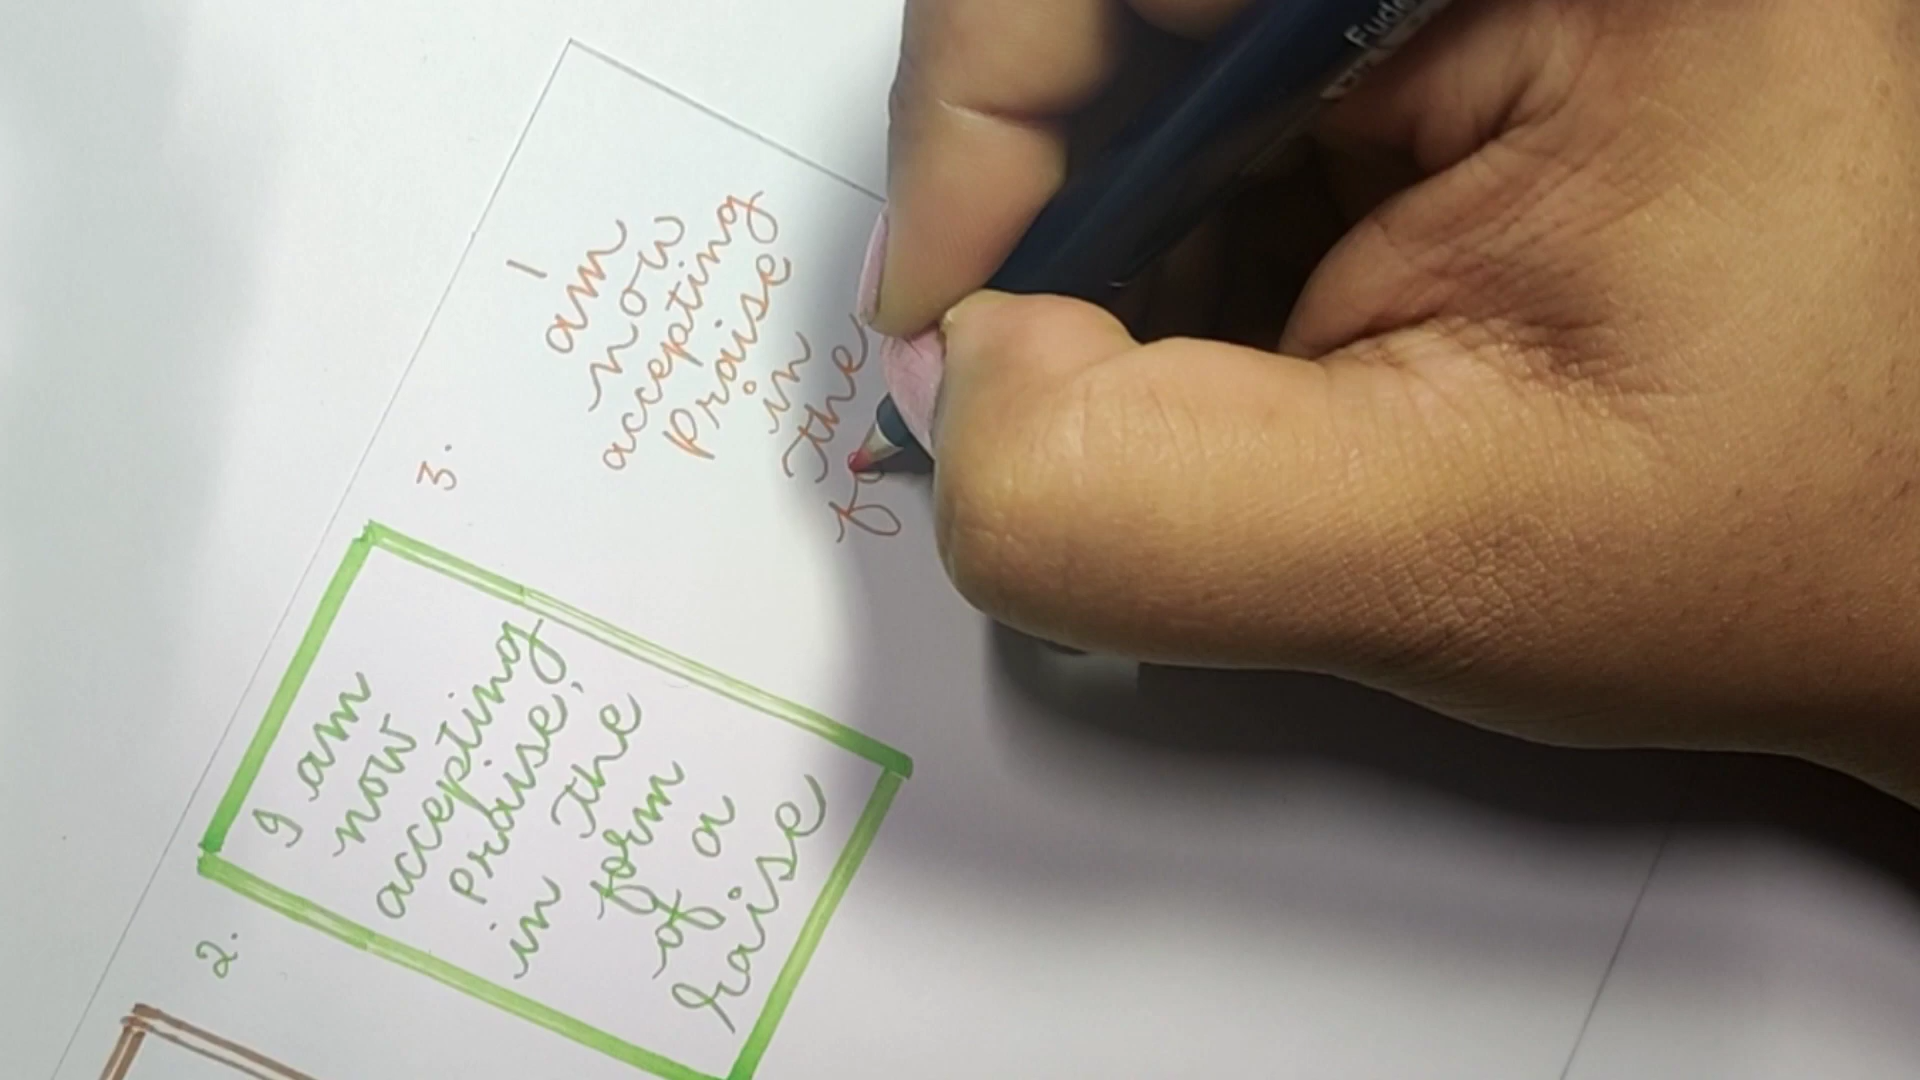 2.
I am
now
accepting
praise,
in the
form
of a
raise
3.
I
am
now
accepting
praise
in
the
fo
Fude